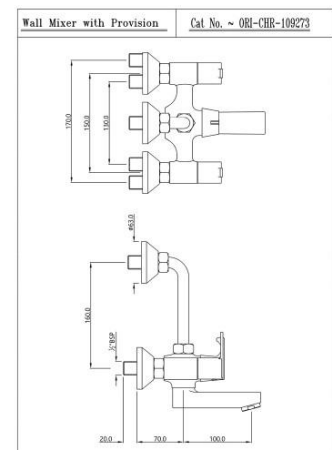 Wall Mixer with Provision
Cat No. ~ ORI-CHR-109273
170.0
150.0
130.0
ø63.0
160.0
½"BSP
20.0
70.0
100.0